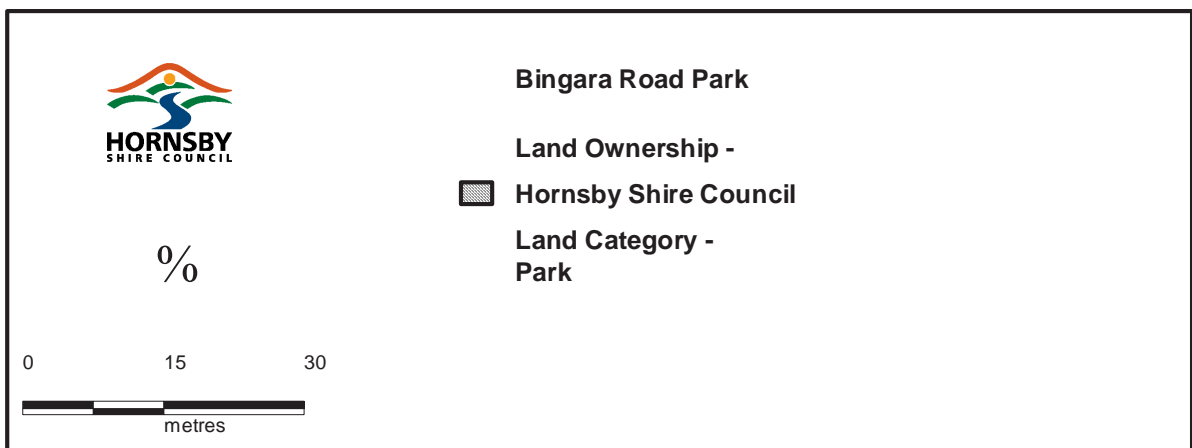 HORNSBY
SHIRE COUNCIL
%
0 15 30
metres
Bingara Road Park
Land Ownership -
Hornsby Shire Council
Land Category -
Park